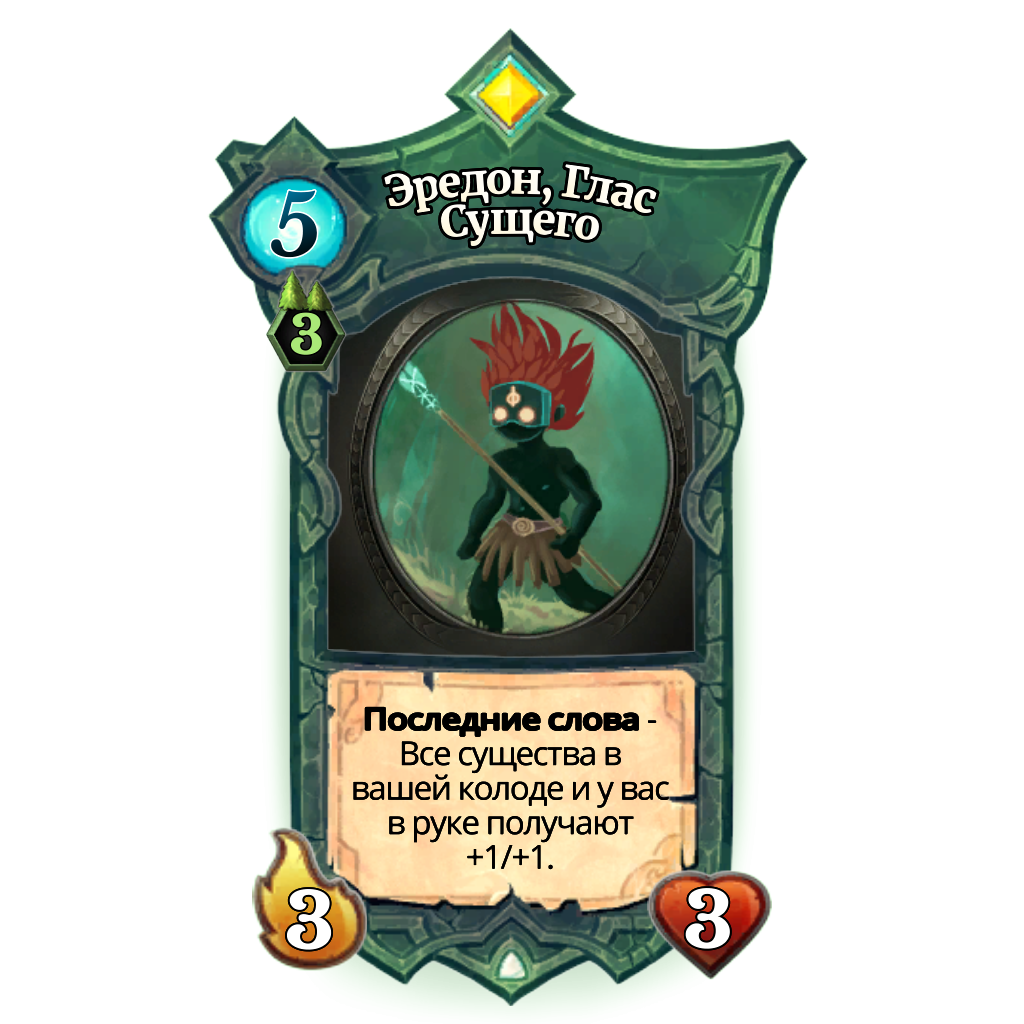 Эредон, Глас
Сущего
5
3
Последние слова -
Все существа в
вашей колоде и у вас
в руке получают
+1/+1.
3
3